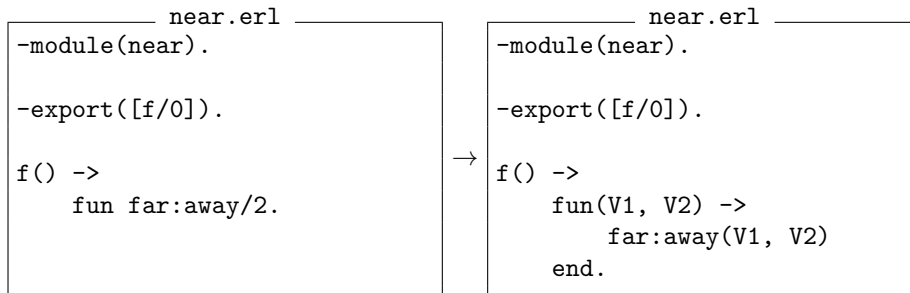 near.erl
-module(near).
-export([f/0]).
f() ->
    fun far:away/2.
→
near.erl
-module(near).
-export([f/0]).
f() ->
    fun(V1, V2) ->
        far:away(V1, V2)
    end.